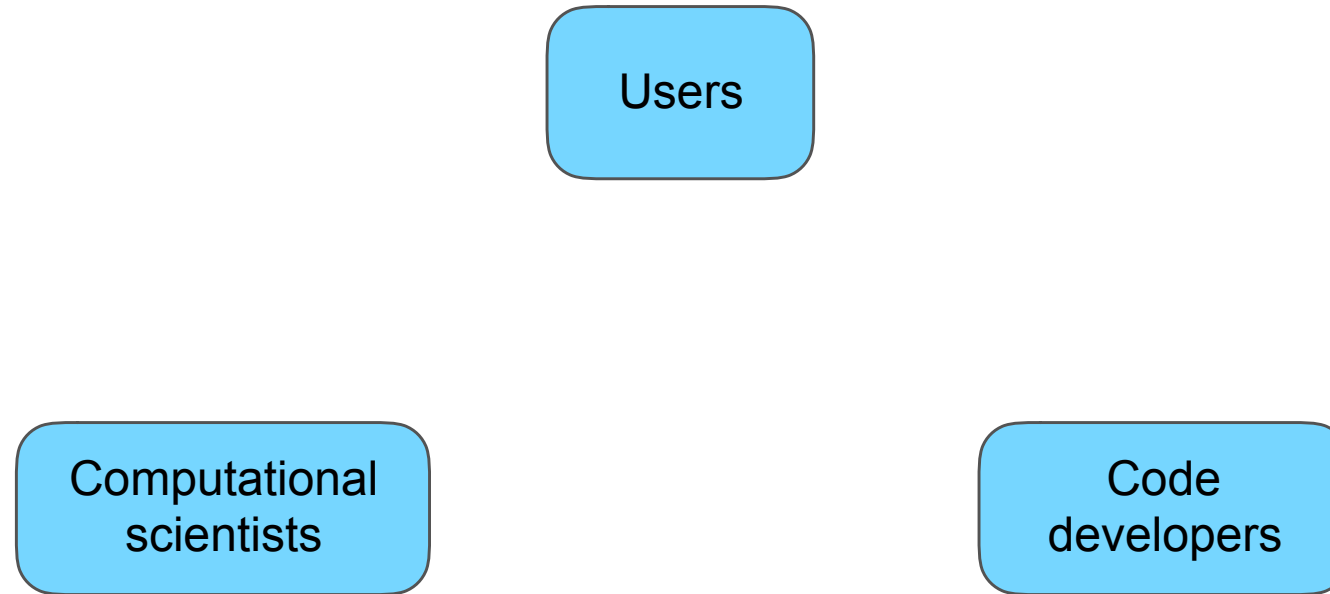 Users
Computational
scientists
Code
developers